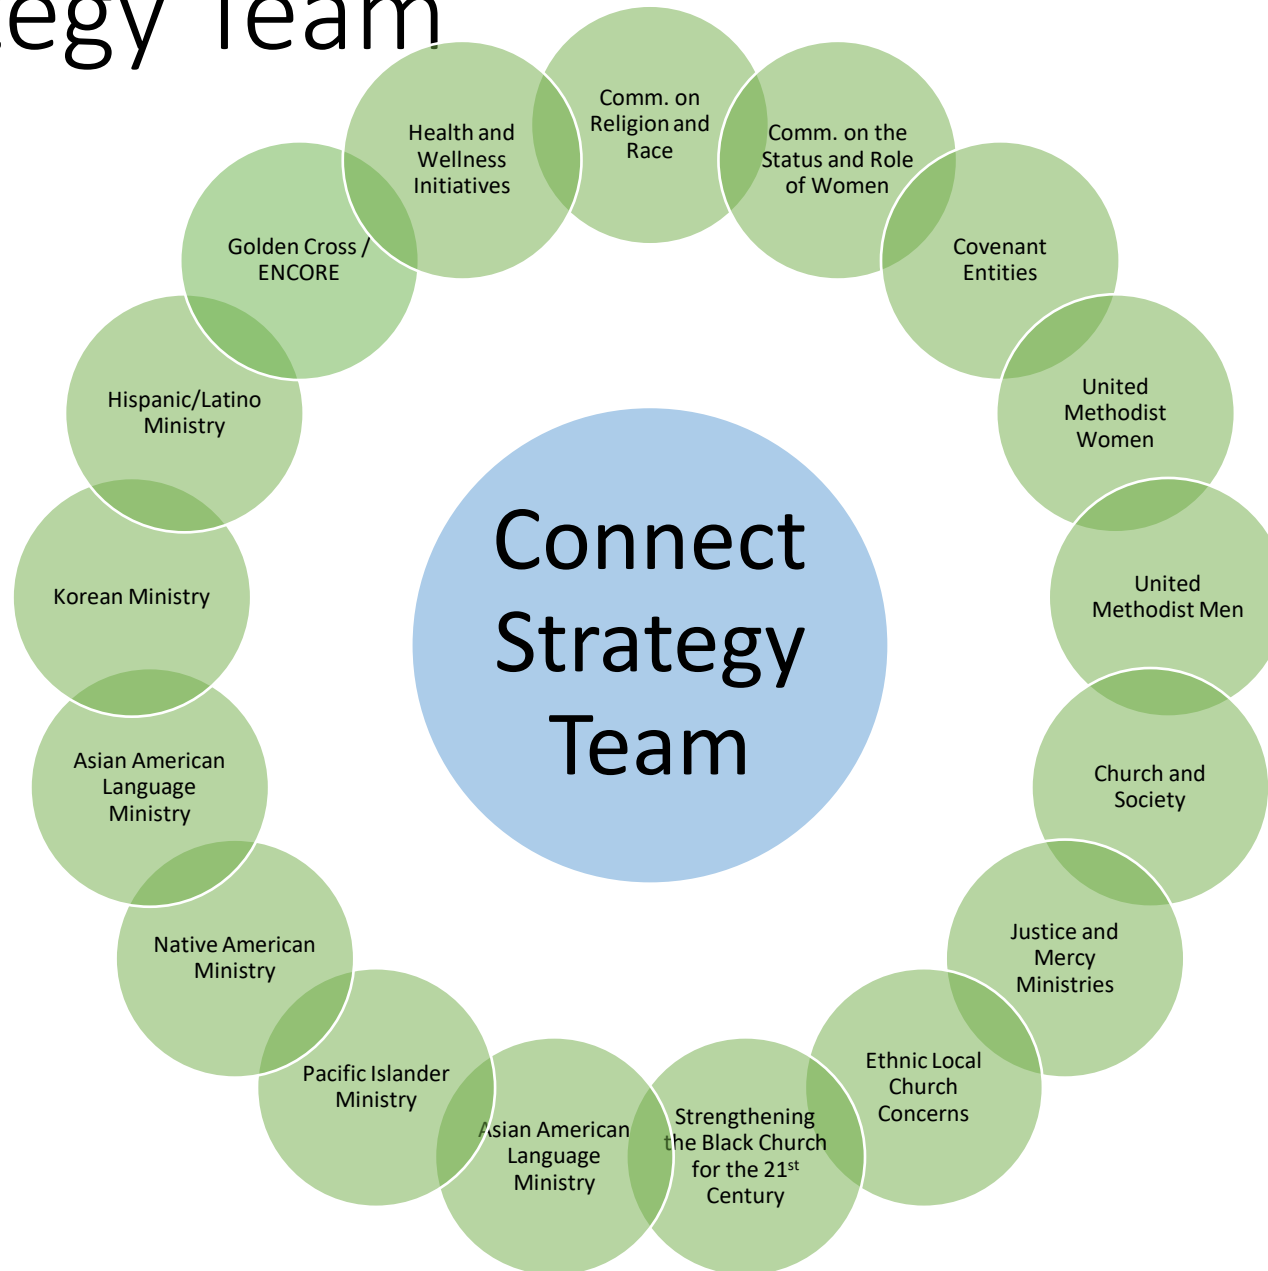 tegy Team
Comm. on
Religion and
Race
Comm. on the
Status and Role
of Women
Covenant
Entities
United
Methodist
Women
United
Methodist Men
Church and
Society
Justice and
Mercy
Ministries
Ethnic Local
Church
Concerns
Strengthening
the Black Church
for the 21st
Century
Asian American
Language
Ministry
Pacific Islander
Ministry
Native American
Ministry
Asian American
Language
Ministry
Korean Ministry
Hispanic/Latino
Ministry
Golden Cross /
ENCORE
Health and
Wellness
Initiatives
Connect
Strategy
Team